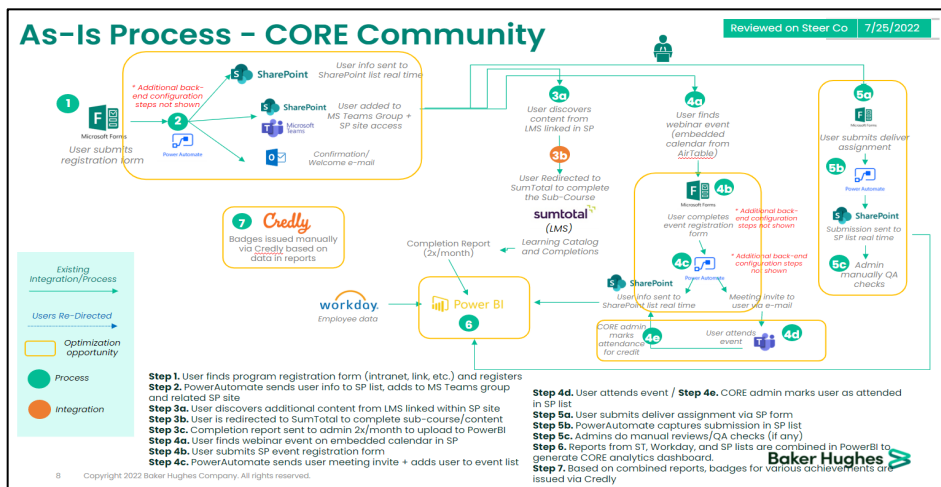 As-Is Process - CORE Community
Reviewed on Steer Co
7/25/2022
1
Microsoft Forms
User submits
registration form
* Additional back-
end configuration
steps not shown
2
Power Automate
SharePoint
User info sent to
SharePoint list real time
SharePoint
Microsoft
Teams
User added to
MS Teams Group +
SP site access
Confirmation/
Welcome e-mail
3a
User discovers
content from
LMS linked in SP
3b
User Redirected to
SumTotal to complete
the Sub-Course
sumtotal
(LMS)
Learning Catalog
and Completions
Completion Report
(2x/month)
4a
User finds
webinar event
(embedded
calendar from
AirTable)
4b
Microsoft Forms
User completes
event registration
form
* Additional back-
end configuration
steps not shown
4c
Power Automate
* Additional back-end
configuration steps
not shown
SharePoint
User info sent to
SharePoint list real time
Meeting invite to
user via e-mail
CORE admin
marks
attendance
for credit
4e
User attends
event
4d
5a
Microsoft Forms
User submits deliver
assignment
5b
Power Automate
SharePoint
Submission sent to
SP list real time
5c
Admin
manually QA
checks
7
Credly
Badges issued manually
via Credly based on
data in reports
workday
Employee data
Power BI
6
Existing
Integration/Process
Users Re-Directed
Optimization
opportunity
Process
Integration
Step 1. User finds program registration form (intranet, link, etc.) and registers
Step 2. PowerAutomate sends user info to SP list, adds to MS Teams group
and related SP site
Step 3a. User discovers additional content from LMS linked within SP site
Step 3b. User is redirected to SumTotal to complete sub-course/content
Step 3c. Completion report sent to admin 2x/month to upload to PowerBI
Step 4a. User finds webinar event on embedded calendar in SP
Step 4b. User submits SP event registration form
Step 4c. PowerAutomate sends user meeting invite + adds user to event list
Step 4d. User attends event / Step 4e. CORE admin marks user as attended
in SP list
Step 5a. User submits deliver assignment via SP form
Step 5b. PowerAutomate captures submission in SP list
Step 5c. Admins do manual reviews/QA checks (if any)
Step 6. Reports from ST, Workday, and SP lists are combined in PowerBI to
generate CORE analytics dashboard.
Step 7. Based on combined reports, badges for various achievements are
issued via Credly
Baker Hughes
8 Copyright 2022 Baker Hughes Company. All rights reserved.